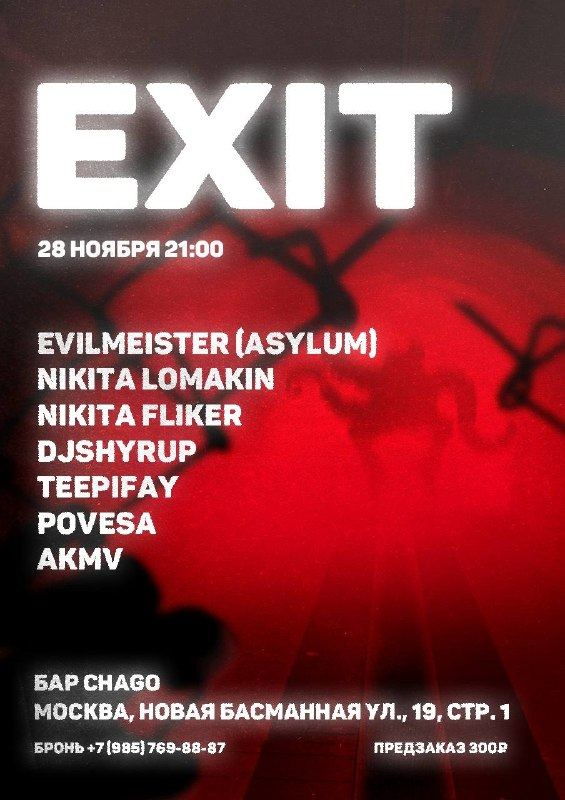 EXIT
28 НОЯБРЯ 21:00
EVILMEISTER (ASYLUM)
NIKITA LOMAKIN
NIKITA FLIKER
DJSHYRUP
TEEPIFAY
POVESA
AKMV
БАР CHAGO
МОСКВА, НОВАЯ БАСМАННАЯ УЛ., 19, СТР. 1
БРОНЬ +7 (985) 769-88-87 ПРЕДЗАКАЗ 300₽